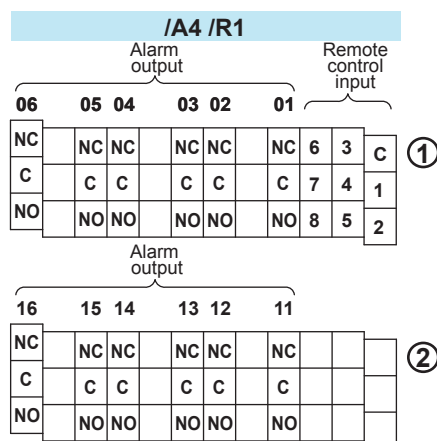 /A4 /R1
Alarm output
Remote control input
06 05 04 03 02 01
NC NC NC NC NC NC 6 3 C ①
C C C C C C 7 4 1
NO NO NO NO NO NO 8 5 2
Alarm output
16 15 14 13 12 11
NC NC NC NC NC NC ②
C C C C C C
NO NO NO NO NO NO